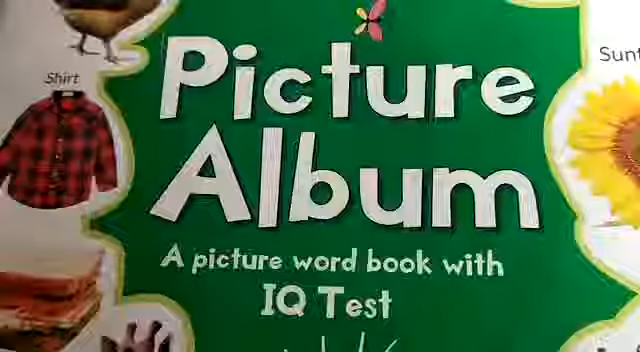 Shirt
Picture
Album
A picture word book with
IQ Test